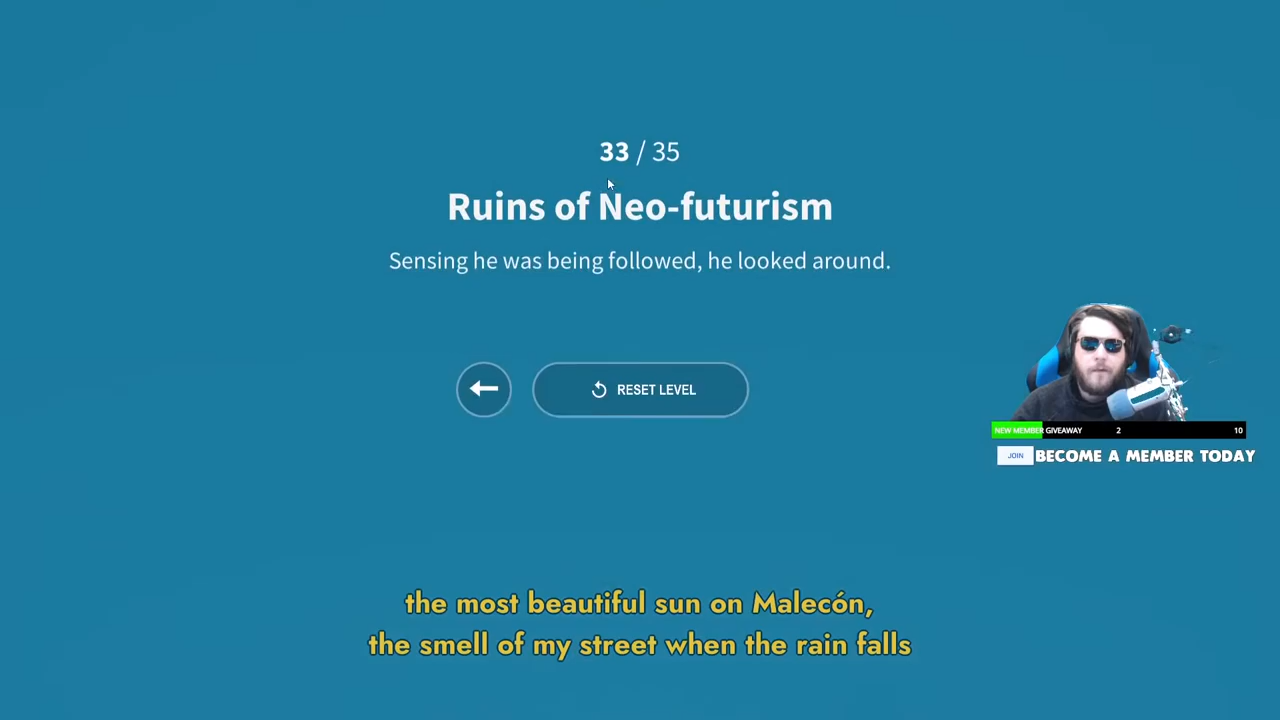 33 / 35
Ruins of Neo-futurism
Sensing he was being followed, he looked around.
RESET LEVEL
NEW MEMBER GIVEAWAY 2 10
JOIN BECOME A MEMBER TODAY
the most beautiful sun on Malecón,
the smell of my street when the rain falls